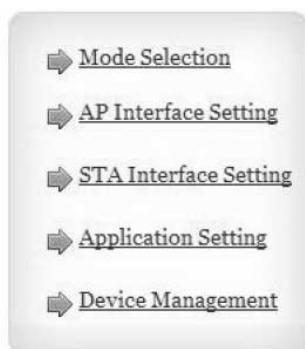 Mode Selection
AP Interface Setting
STA Interface Setting
Application Setting
Device Management